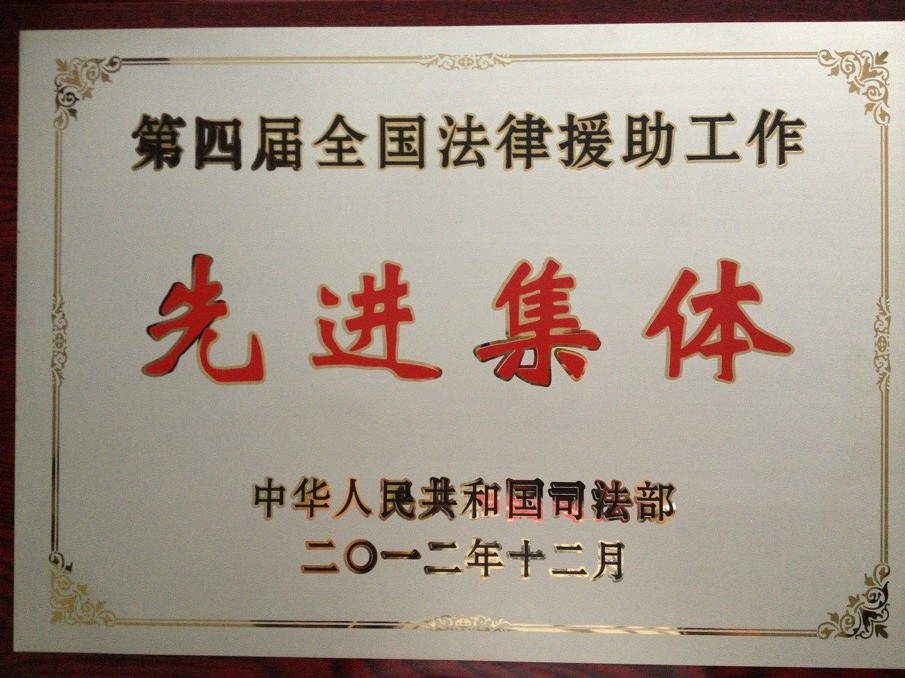 第四届全国法律援助工作
先进集体
中华人民共和国司法部
二〇一二年十二月